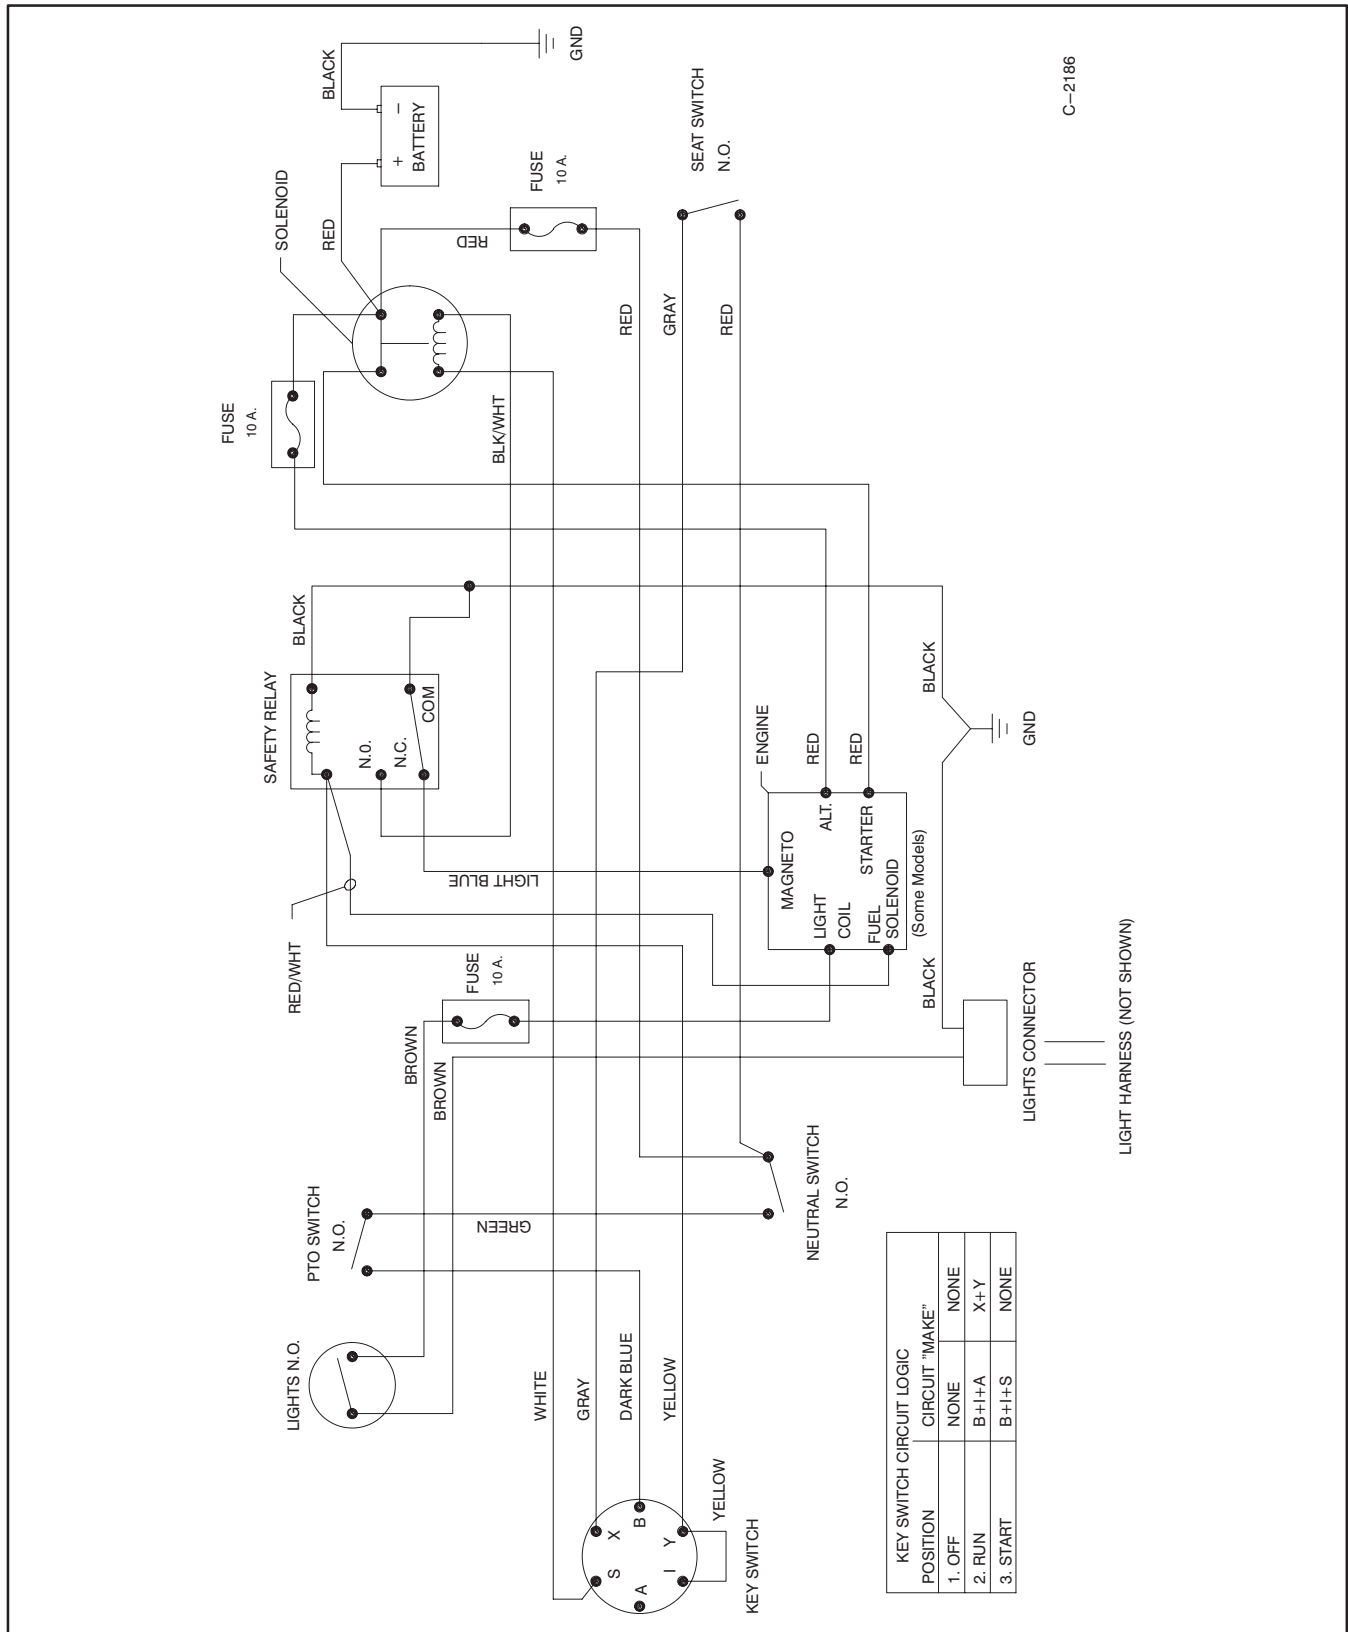 BLACK
GND
BATTERY
+
−
SOLENOID
RED
RED
FUSE
10 A.
SEAT SWITCH
N.O.
C−2186
FUSE
10 A.
BLK/WHT
RED
GRAY
RED
BLACK
SAFETY RELAY
N.O.
N.C.
COM
LIGHT BLUE
RED/WHT
ENGINE
RED
RED
MAGNETO
ALT.
STARTER
LIGHT
COIL
FUEL
SOLENOID
(Some Models)
BLACK
GND
BLACK
LIGHTS CONNECTOR
LIGHT HARNESS (NOT SHOWN)
FUSE
10 A.
BROWN
BROWN
PTO SWITCH
N.O.
GREEN
NEUTRAL SWITCH
N.O.
LIGHTS N.O.
WHITE
GRAY
DARK BLUE
YELLOW
S
X
A
B
I
Y
YELLOW
KEY SWITCH
KEY SWITCH CIRCUIT LOGIC
POSITION CIRCUIT "MAKE"
1. OFF NONE NONE
2. RUN B+I+A X+Y
3. START B+I+S NONE